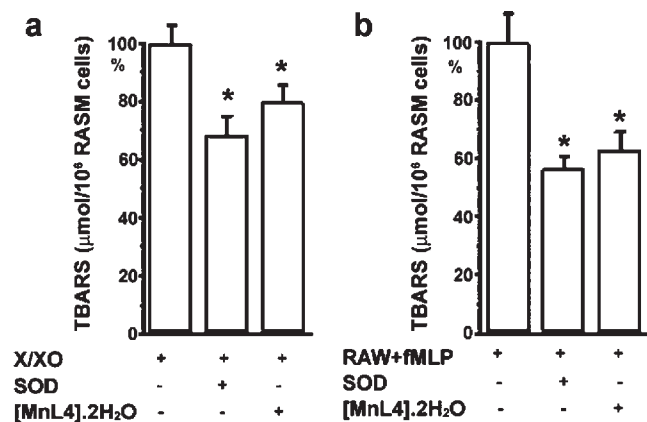 a
b
TBARS (μmol/10⁶ RASM cells)
100
%
80
60
40
20
0
*
*
TBARS (μmol/10⁶ RASM cells)
100
%
80
60
40
20
0
*
*
X/XO + + +
SOD - + -
[MnL4].2H₂O - - +
RAW+fMLP + + +
SOD - + -
[MnL4].2H₂O - - +